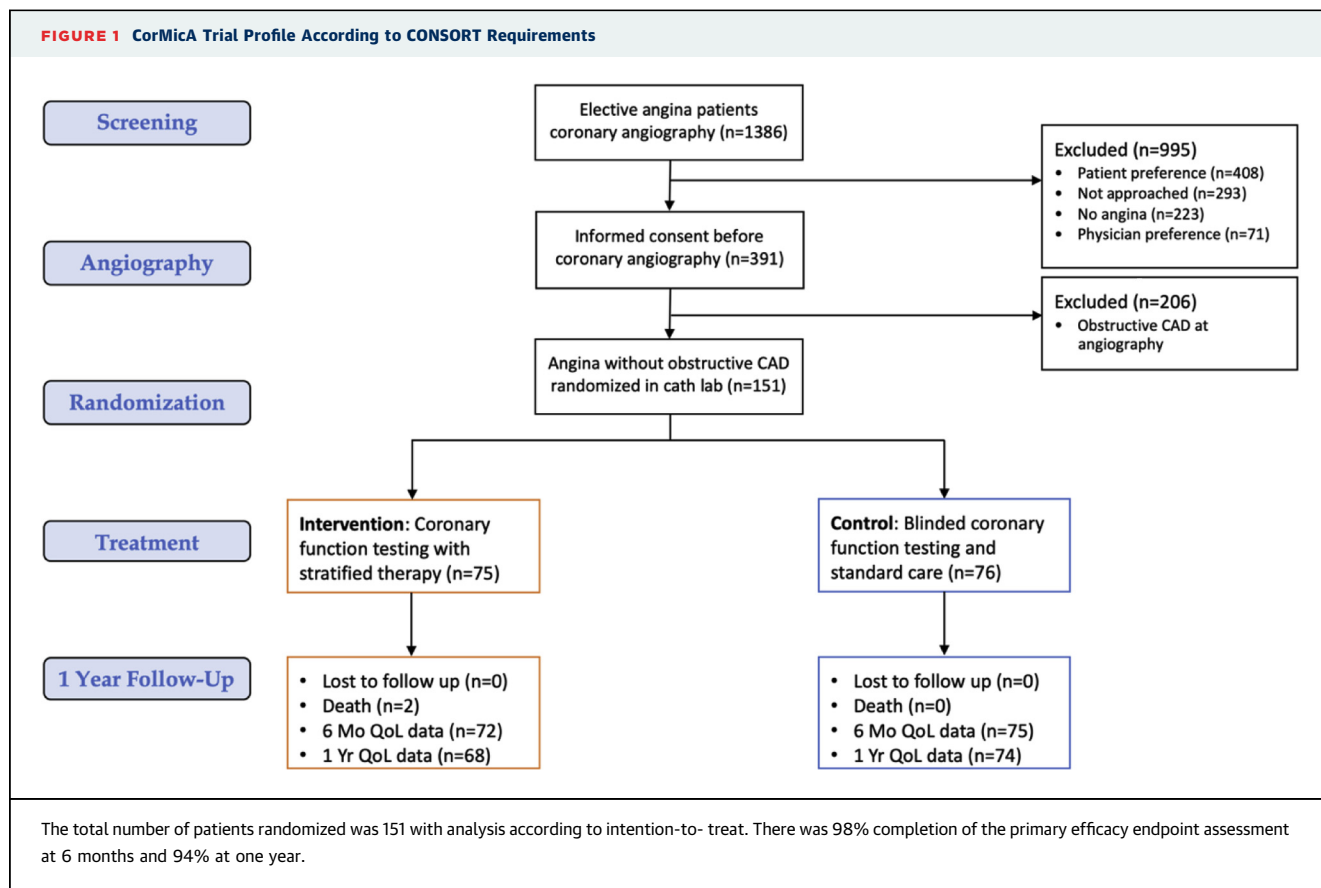 FIGURE 1 CorMicA Trial Profile According to CONSORT Requirements
Screening
Elective angina patients
coronary angiography (n=1386)
Excluded (n=995)
• Patient preference (n=408)
• Not approached (n=293)
• No angina (n=223)
• Physician preference (n=71)
Angiography
Informed consent before
coronary angiography (n=391)
Excluded (n=206)
• Obstructive CAD at
angiography
Randomization
Angina without obstructive CAD
randomized in cath lab (n=151)
Treatment
Intervention: Coronary
function testing with
stratified therapy (n=75)
Control: Blinded coronary
function testing and
standard care (n=76)
1 Year Follow-Up
• Lost to follow up (n=0)
• Death (n=2)
• 6 Mo QoL data (n=72)
• 1 Yr QoL data (n=68)
• Lost to follow up (n=0)
• Death (n=0)
• 6 Mo QoL data (n=75)
• 1 Yr QoL data (n=74)
The total number of patients randomized was 151 with analysis according to intention-to- treat. There was 98% completion of the primary efficacy endpoint assessment
at 6 months and 94% at one year.